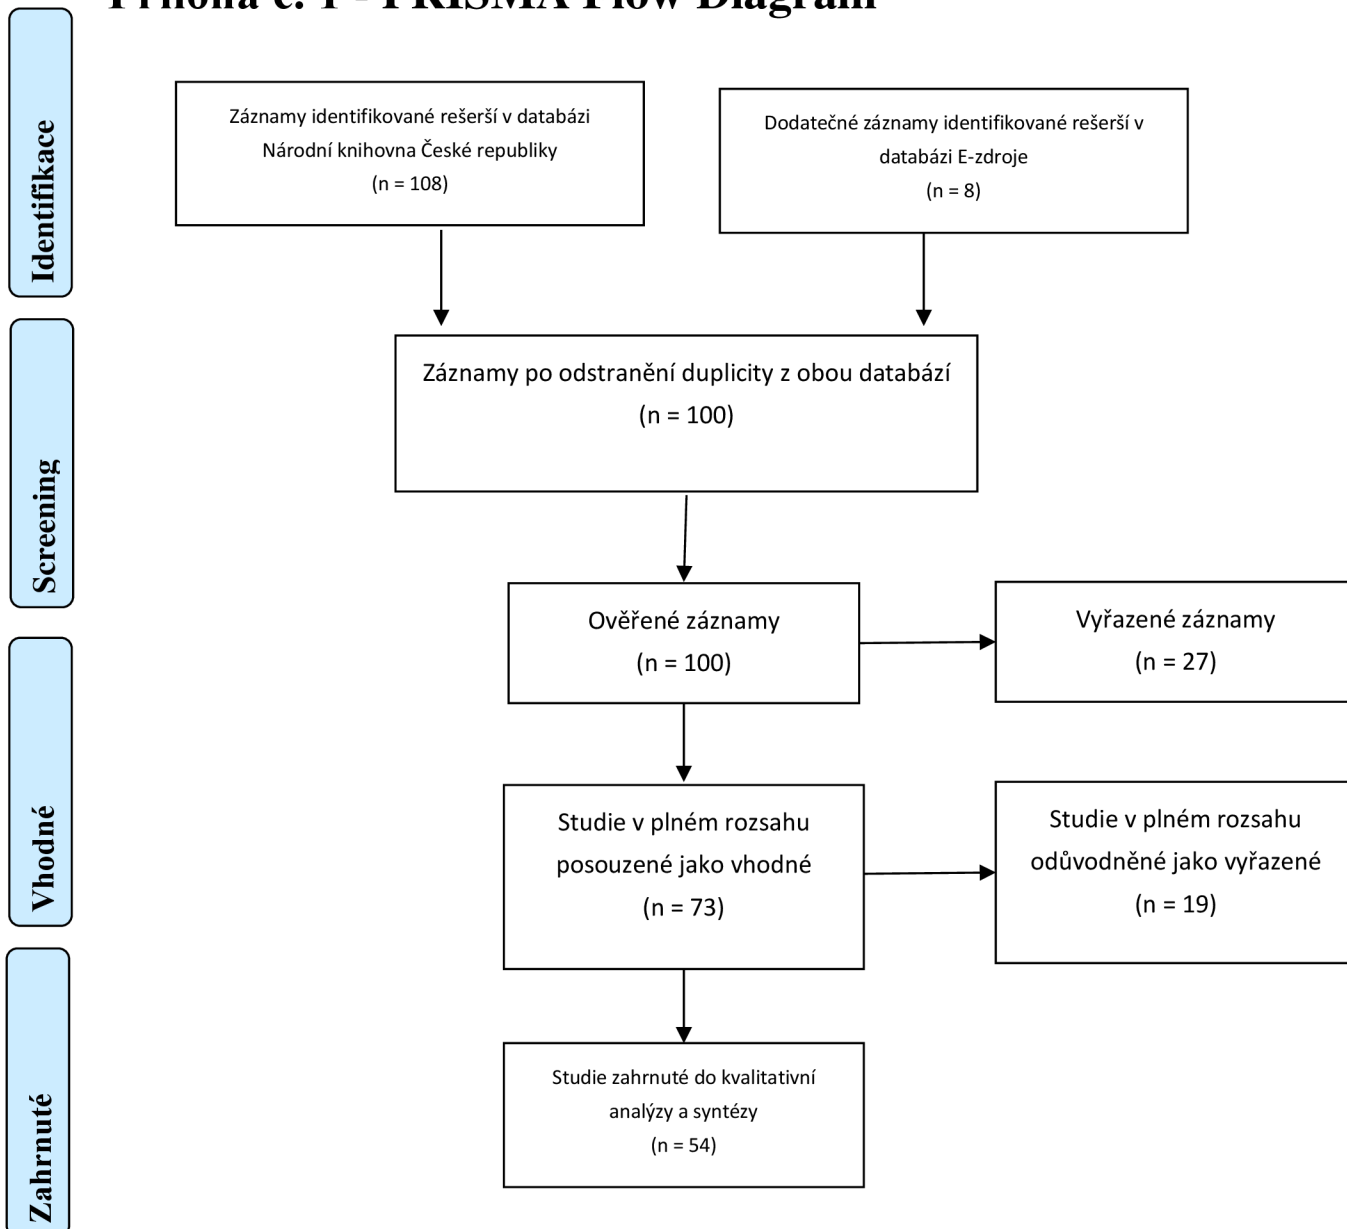 Příloha č. 1 - PRISMA Flow Diagram
Identifikace
Záznamy identifikované rešerší v databázi
Národní knihovna České republiky
(n = 108)
Dodatečné záznamy identifikované rešerší v
databázi E-zdroje
(n = 8)
Screening
Záznamy po odstranění duplicity z obou databází
(n = 100)
Ověřené záznamy
(n = 100)
Vyřazené záznamy
(n = 27)
Vhodné
Studie v plném rozsahu
posouzené jako vhodné
(n = 73)
Studie v plném rozsahu
odůvodněné jako vyřazené
(n = 19)
Zahrnuté
Studie zahrnuté do kvalitativní
analýzy a syntézy
(n = 54)